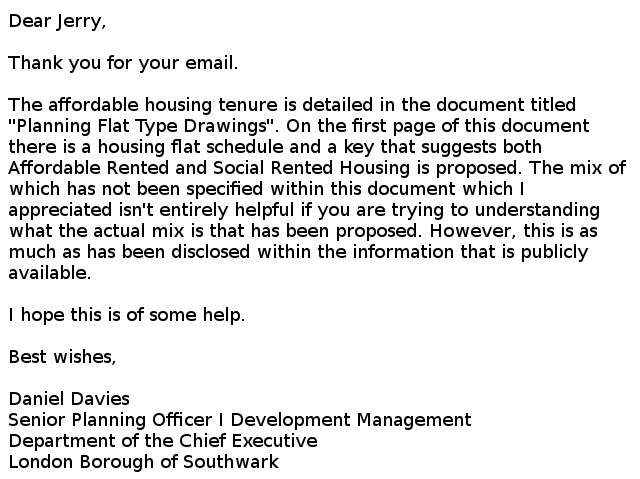 Dear Jerry,
Thank you for your email.
The affordable housing tenure is detailed in the document titled
"Planning Flat Type Drawings". On the first page of this document
there is a housing flat schedule and a key that suggests both
Affordable Rented and Social Rented Housing is proposed. The mix of
which has not been specified within this document which I
appreciated isn't entirely helpful if you are trying to understanding
what the actual mix is that has been proposed. However, this is as
much as has been disclosed within the information that is publicly
available.
I hope this is of some help.
Best wishes,
Daniel Davies
Senior Planning Officer I Development Management
Department of the Chief Executive
London Borough of Southwark